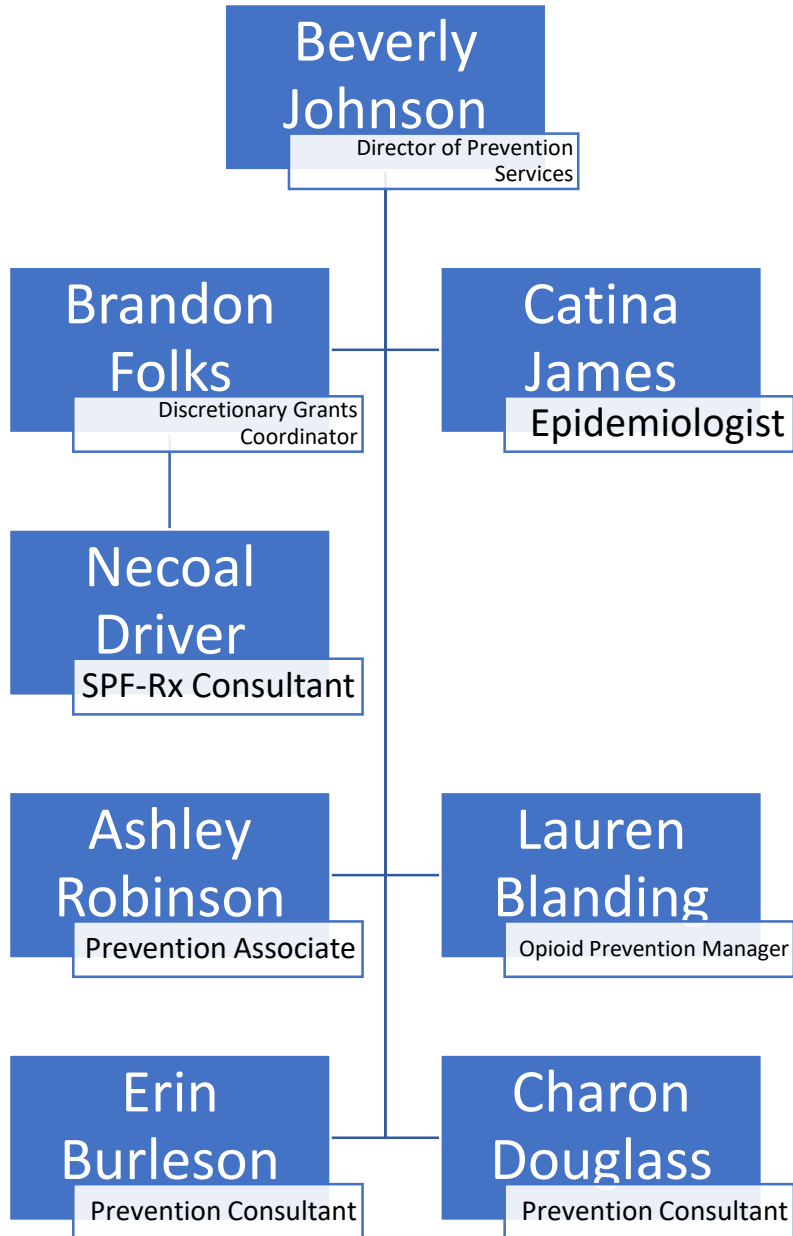 Beverly
Johnson
Director of Prevention
Services
Brandon
Folks
Discretionary Grants
Coordinator
Catina
James
Epidemiologist
Necoal
Driver
SPF-Rx Consultant
Ashley
Robinson
Prevention Associate
Lauren
Blanding
Opioid Prevention Manager
Erin
Burleson
Prevention Consultant
Charon
Douglass
Prevention Consultant